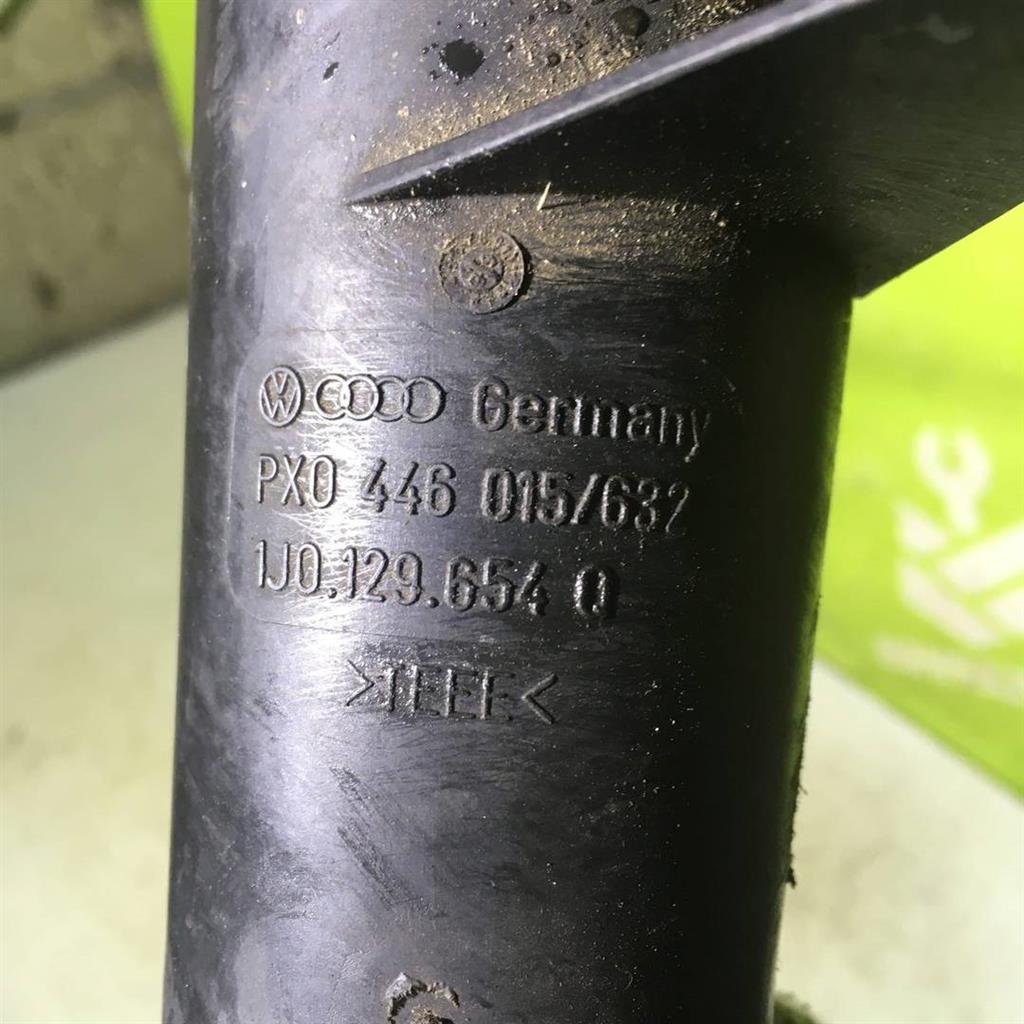 Germany
PX0 446 015/632
1J0.129.654 Q
>TEEE<